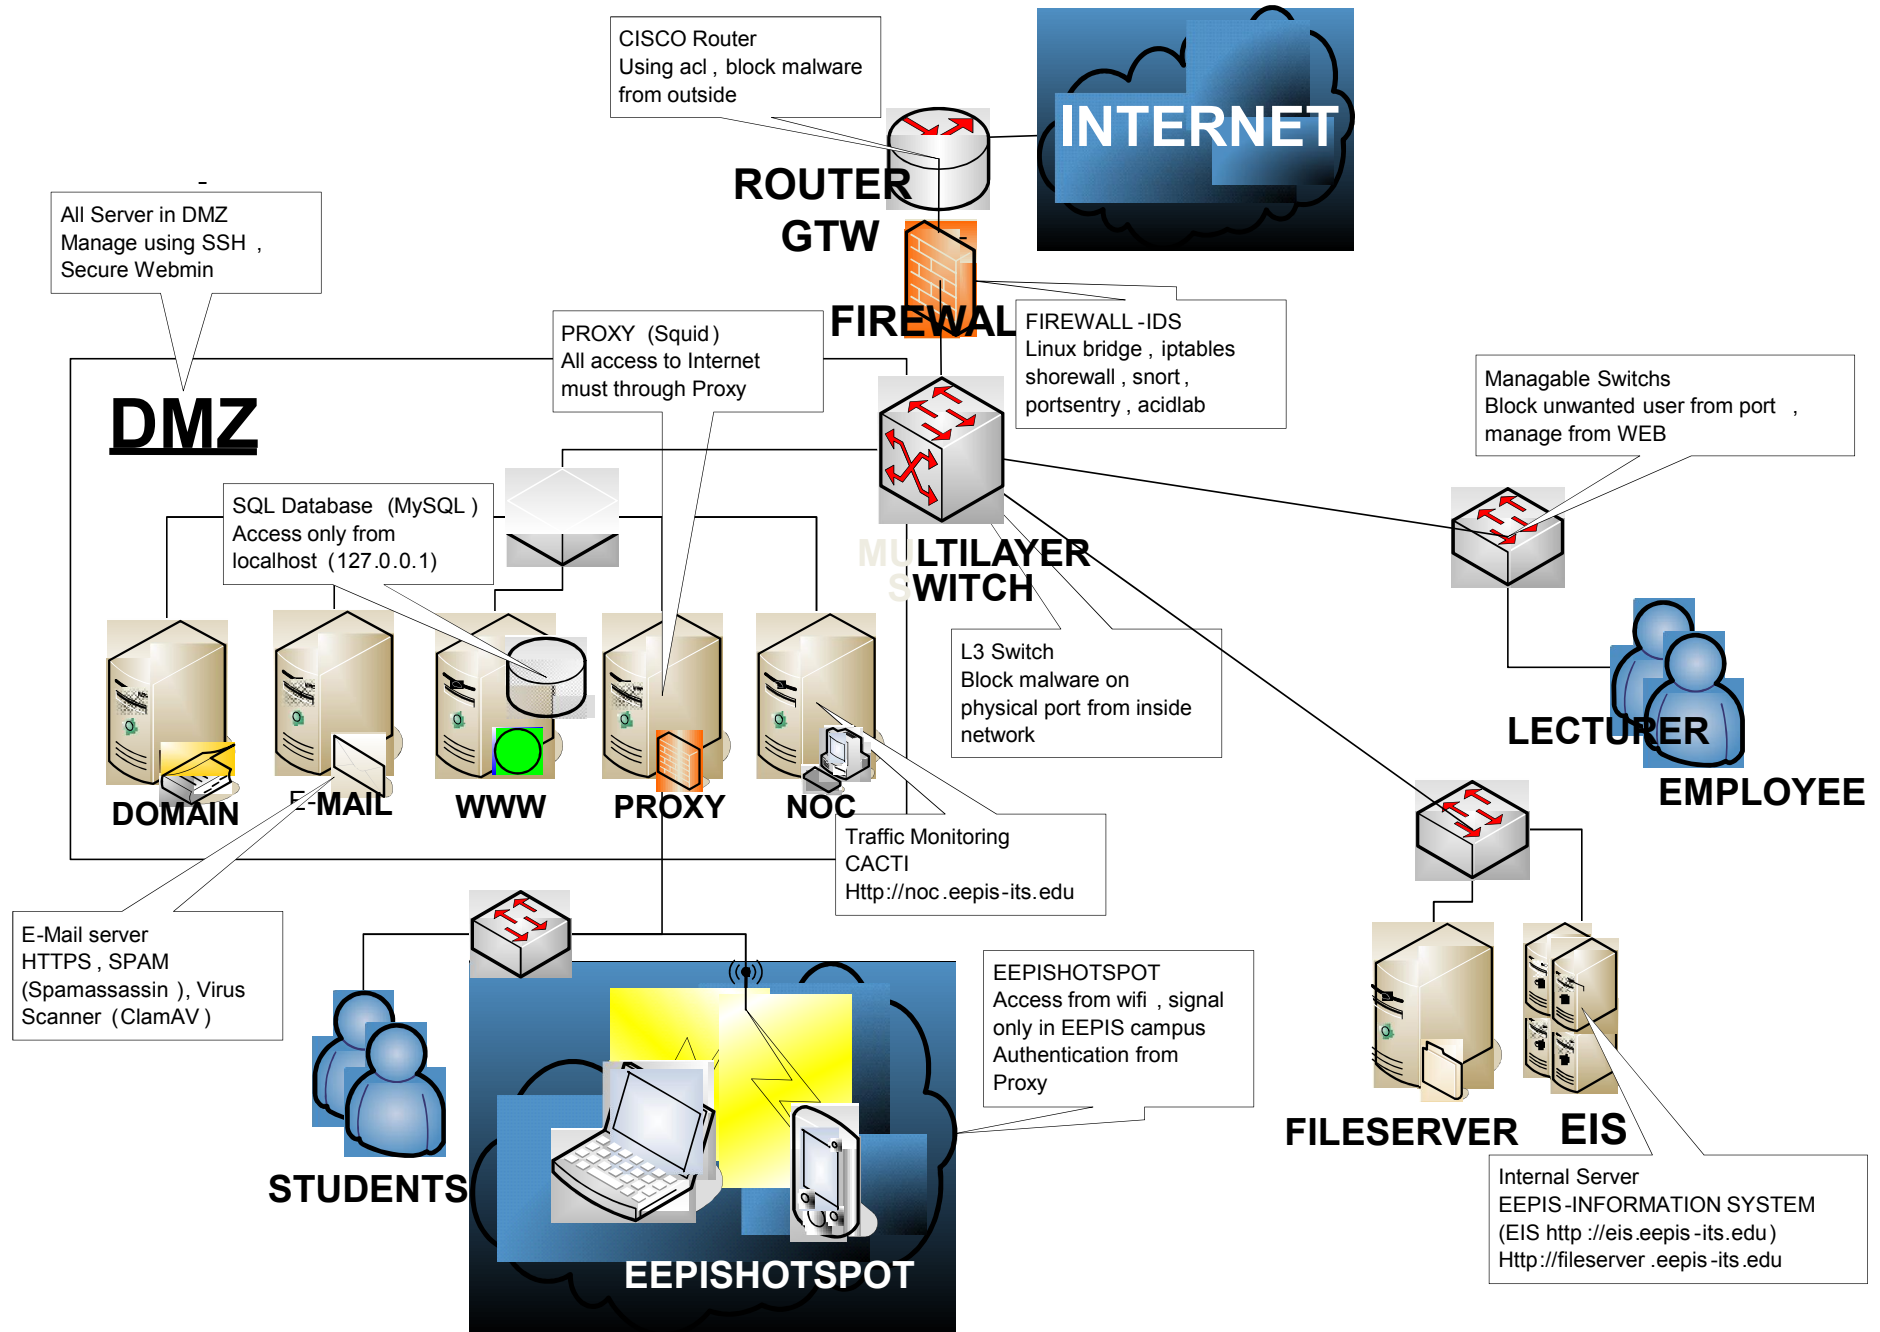 CISCO Router
Using acl , block malware
from outside
INTERNET
ROUTER
GTW
All Server in DMZ
Manage using SSH ,
Secure Webmin
FIREWAL
FIREWALL -IDS
Linux bridge , iptables
shorewall , snort ,
portsentry , acidlab
PROXY (Squid )
All access to Internet
must through Proxy
Managable Switchs
Block unwanted user from port ,
manage from WEB
DMZ
SQL Database (MySQL )
Access only from
localhost (127.0.0.1)
MULTILAYER
SWITCH
L3 Switch
Block malware on
physical port from inside
network
LECTURER
EMPLOYEE
DOMAIN
E-MAIL
WWW
PROXY
NOC
Traffic Monitoring
CACTI
Http://noc.eepis-its.edu
E-Mail server
HTTPS , SPAM
(Spamassassin ), Virus
Scanner (ClamAV )
EEPISHOTSPOT
Access from wifi , signal
only in EEPIS campus
Authentication from
Proxy
STUDENTS
EEPISHOTSPOT
FILESERVER
EIS
Internal Server
EEPIS-INFORMATION SYSTEM
(EIS http ://eis.eepis-its.edu)
Http://fileserver .eepis-its.edu